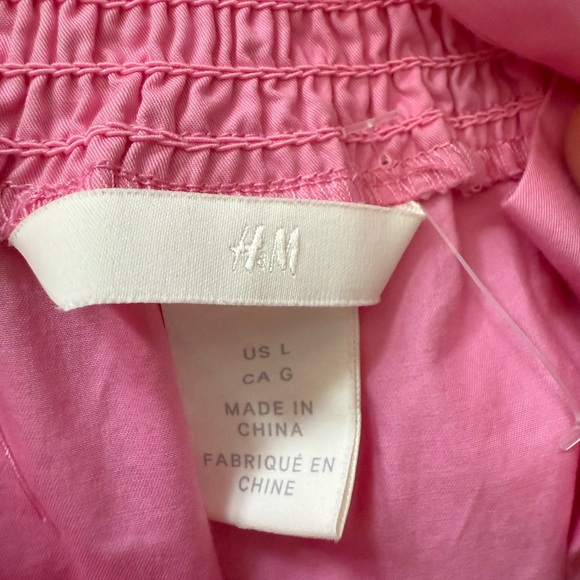 H&M
US L
CA G
MADE IN
CHINA
FABRIQUÉ EN
CHINE